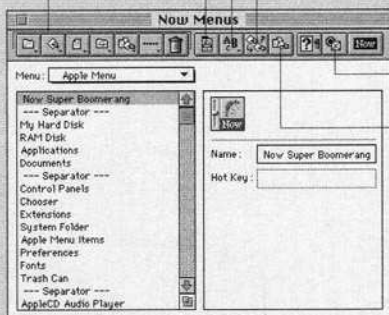 Now Menus
A B
?
Now
Menu: Apple Menu
Now Super Boomerang
--- Separator ---
My Hard Disk
RAM Disk
Applications
Documents
--- Separator ---
Control Panels
Chooser
Extensions
System Folder
Apple Menu Items
Preferences
Fonts
Trash Can
--- Separator ---
AppleCD Audio Player
Now
Name: Now Super Boomerang
Hot Key: